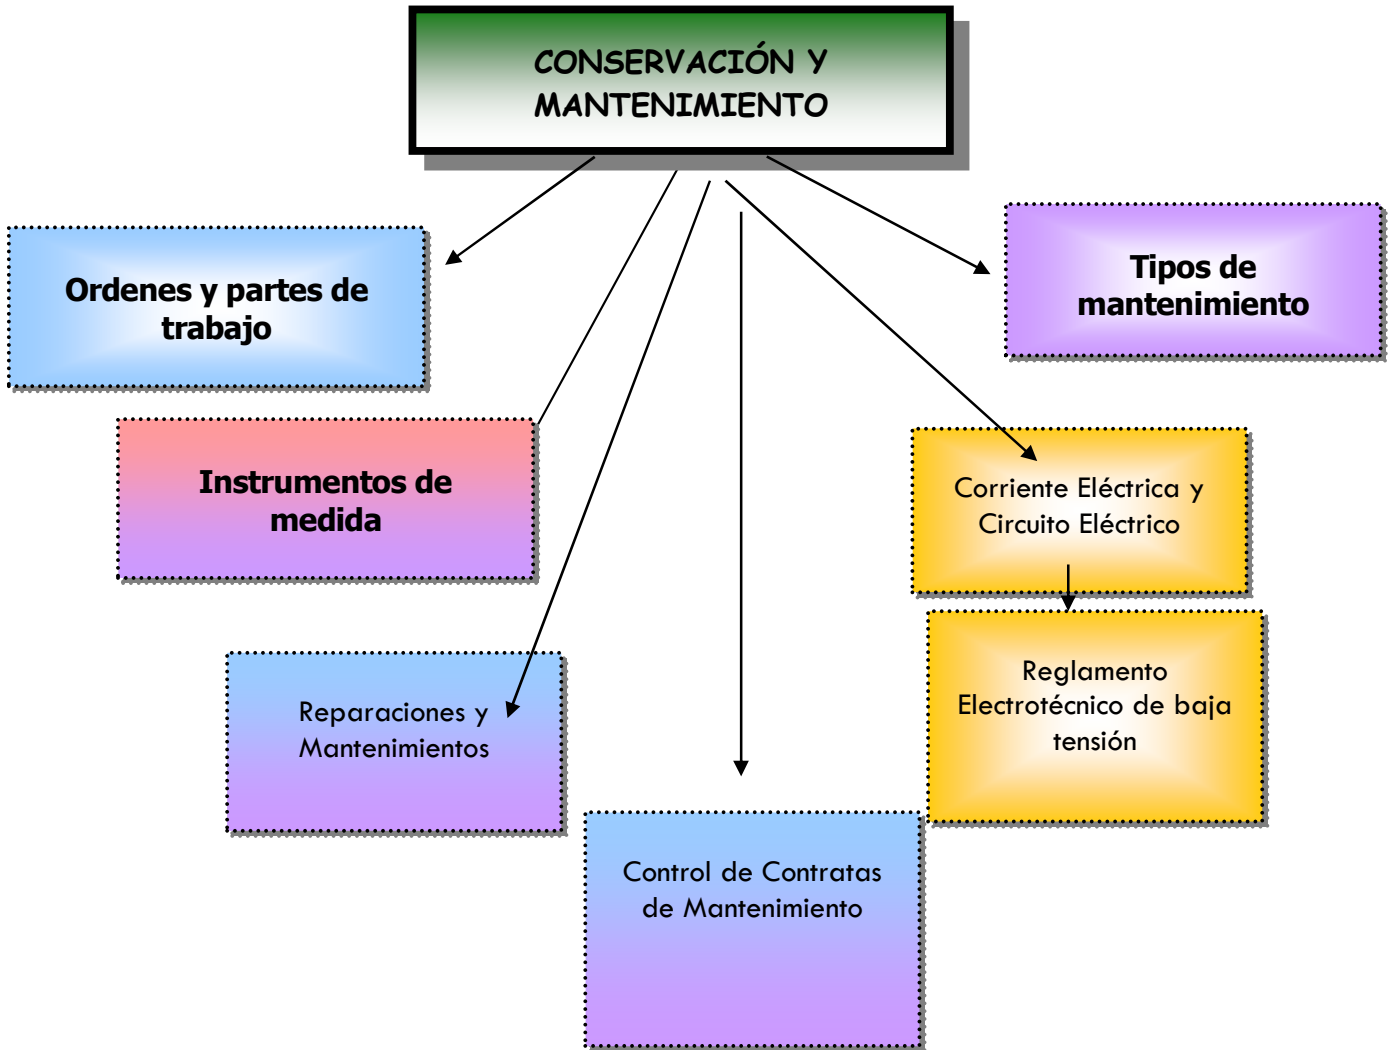 CONSERVACIÓN Y
MANTENIMIENTO
Ordenes y partes de
trabajo
Tipos de
mantenimiento
Instrumentos de
medida
Corriente Eléctrica y
Circuito Eléctrico
Reparaciones y
Mantenimientos
Reglamento
Electrotécnico de baja
tensión
Control de Contratas
de Mantenimiento